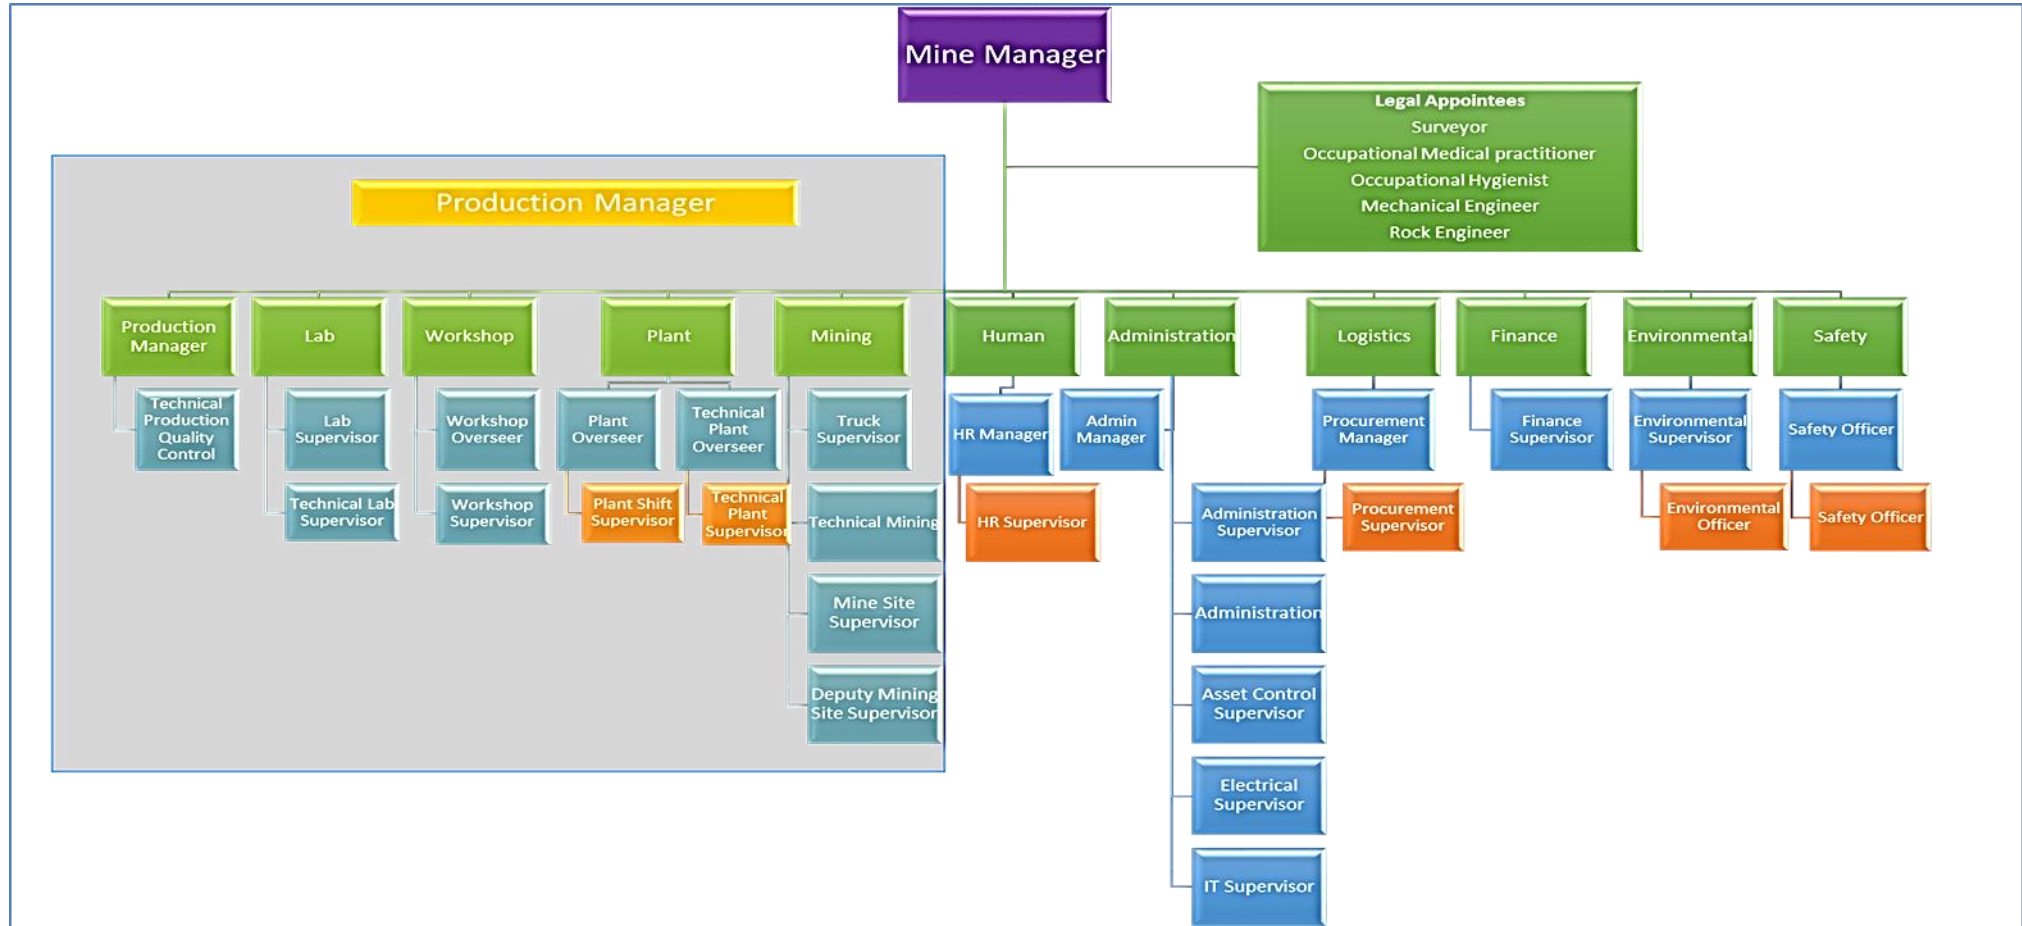 Mine Manager
Legal Appointees
Surveyor
Occupational Medical practitioner
Occupational Hygienist
Mechanical Engineer
Rock Engineer
Production Manager
Production
Manager
Lab
Workshop
Plant
Mining
Human
Administration
Logistics
Finance
Environmental
Safety
Technical
Production
Quality
Control
Lab
Supervisor
Workshop
Overseer
Plant
Overseer
Technical
Plant
Overseer
Truck
Supervisor
HR Manager
Admin
Manager
Procurement
Manager
Finance
Supervisor
Environmental
Supervisor
Safety Officer
Technical Lab
Supervisor
Workshop
Supervisor
Plant Shift
Supervisor
Technical
Plant
Supervisor
Technical Mining
HR Supervisor
Administration
Supervisor
Procurement
Supervisor
Environmental
Officer
Safety Officer
Mine Site
Supervisor
Administration
Deputy Mining
Site Supervisor
Asset Control
Supervisor
Electrical
Supervisor
IT Supervisor